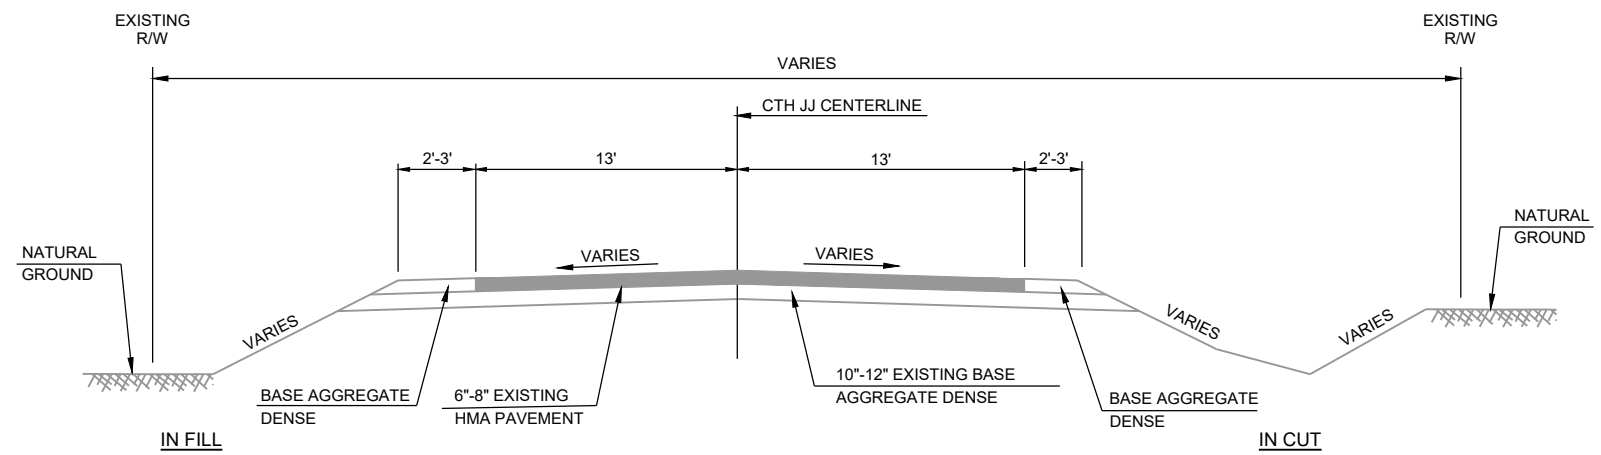 EXISTING
R/W
EXISTING
R/W
VARIES
CTH JJ CENTERLINE
2'-3'
13'
13'
2'-3'
NATURAL
GROUND
NATURAL
GROUND
VARIES
VARIES
VARIES
VARIES
VARIES
BASE AGGREGATE
DENSE
6"-8" EXISTING
HMA PAVEMENT
10"-12" EXISTING BASE
AGGREGATE DENSE
BASE AGGREGATE
DENSE
IN FILL
IN CUT